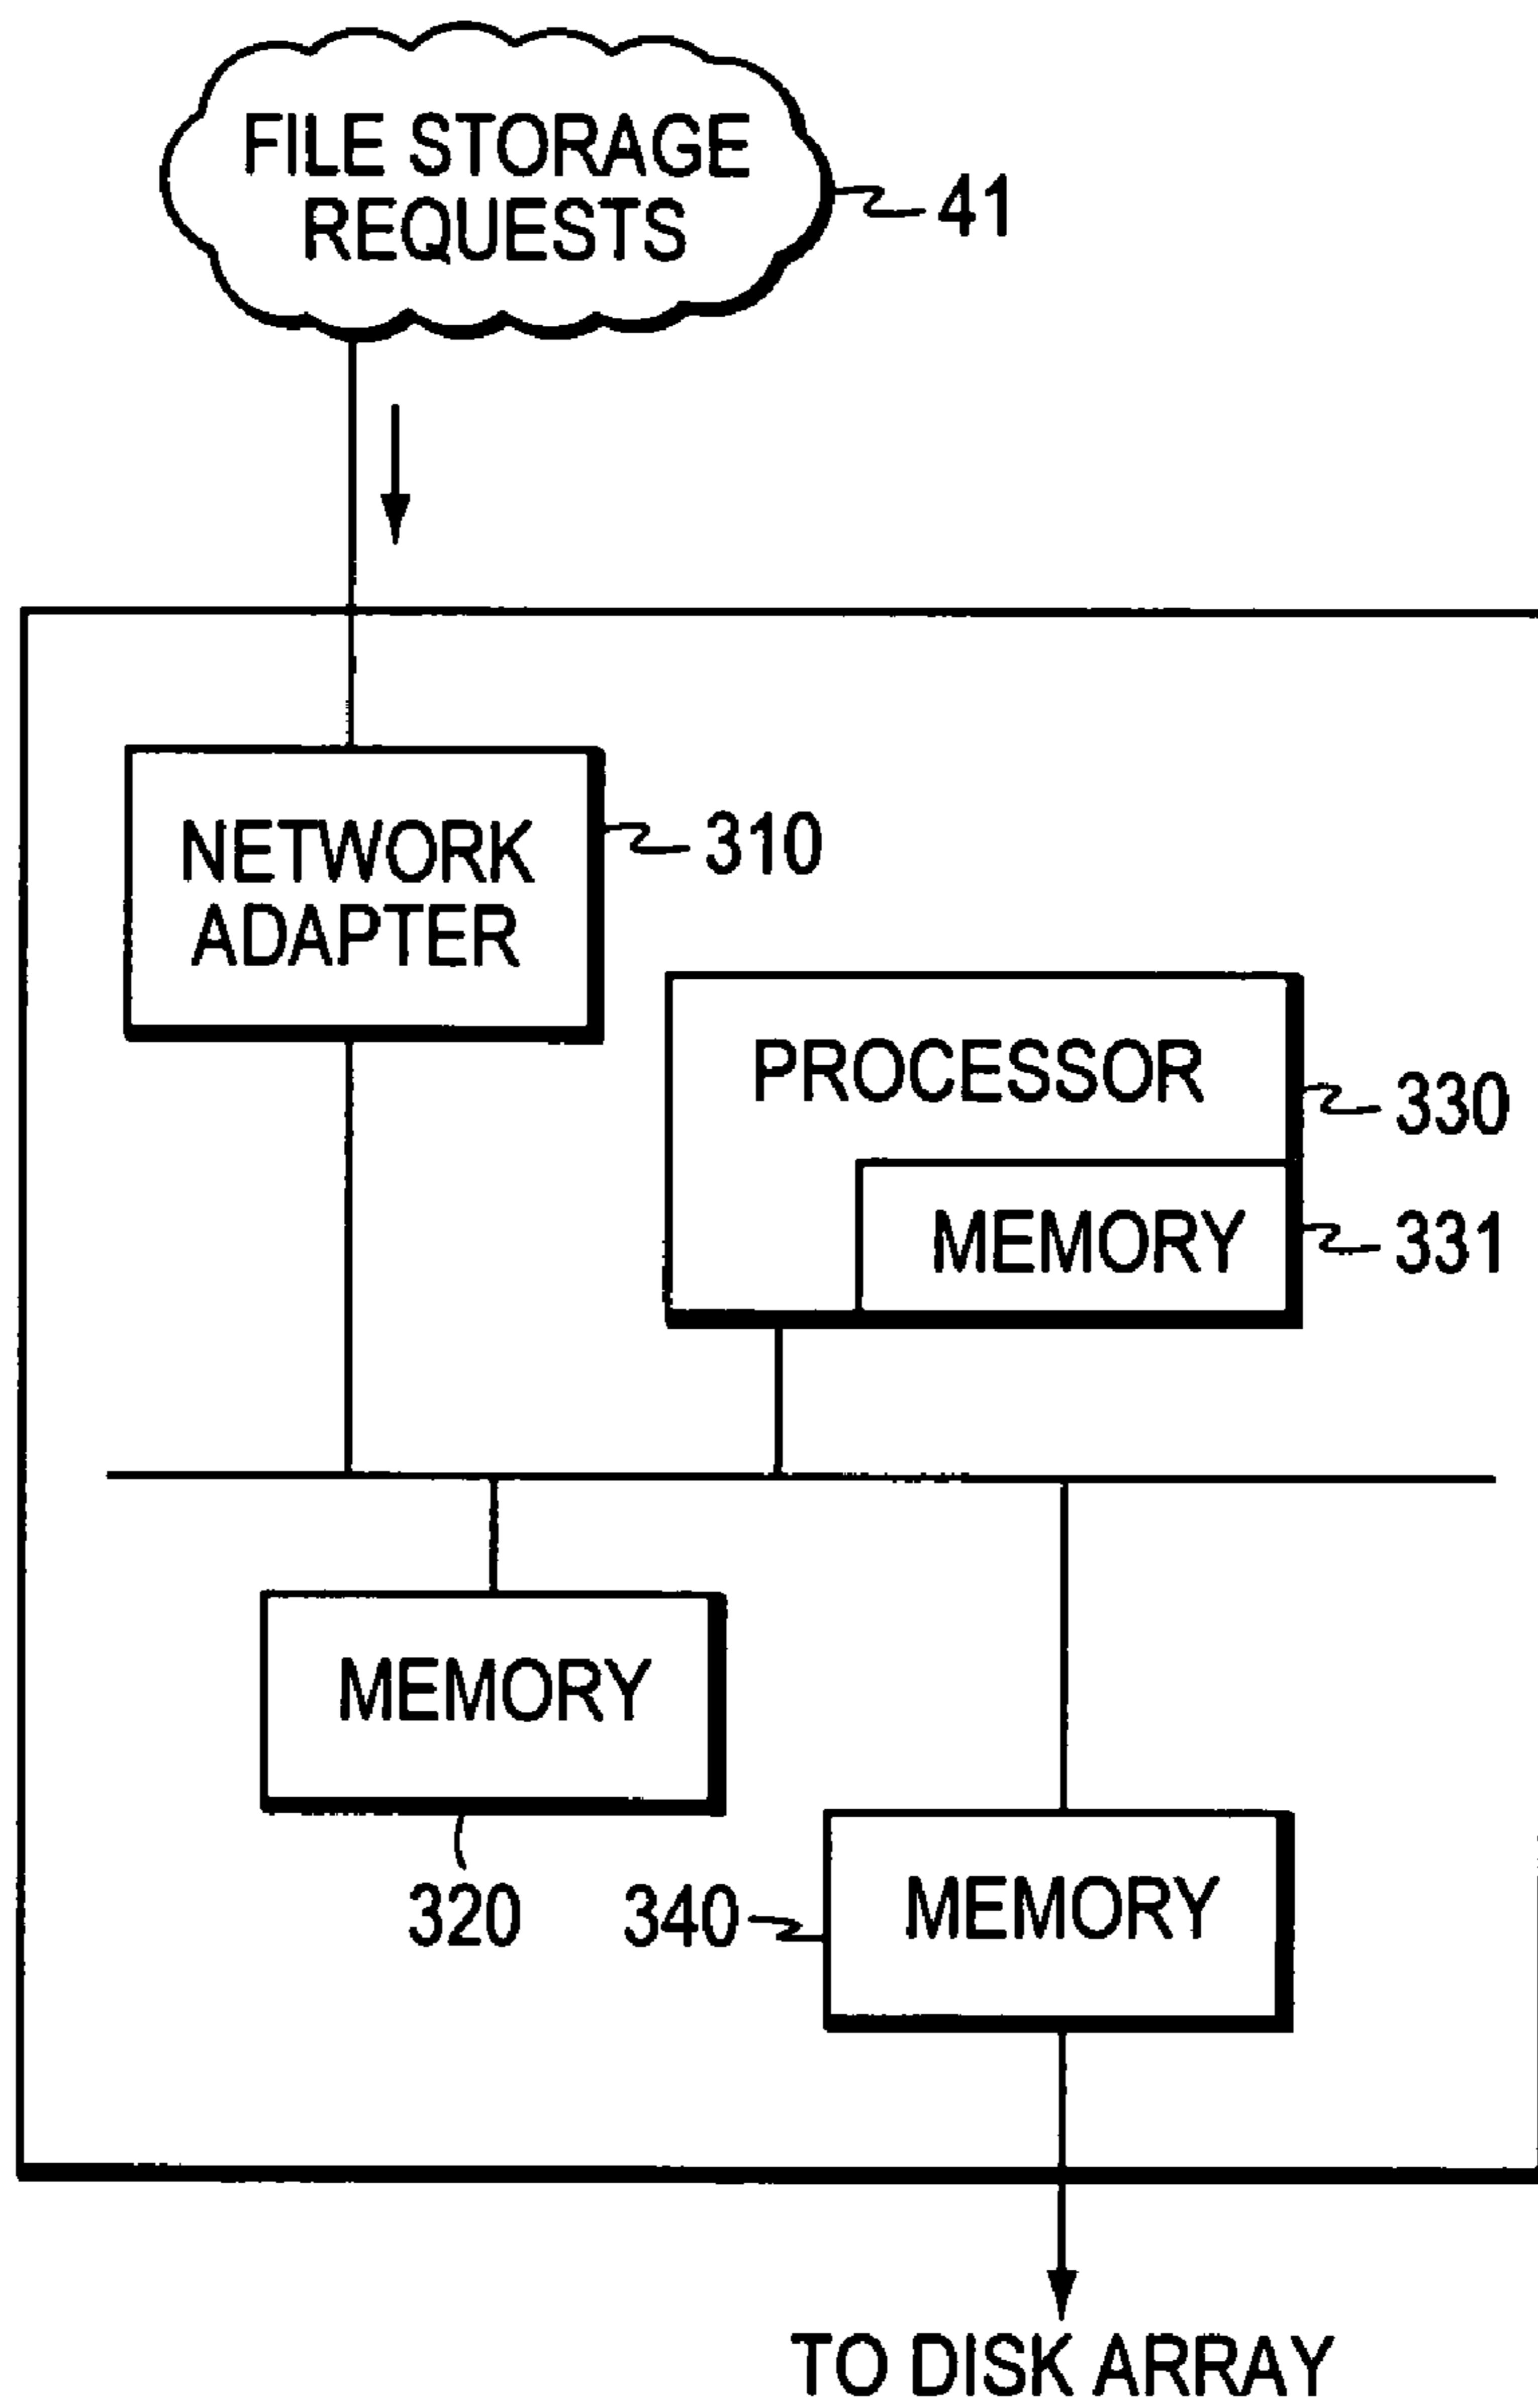 FILE STORAGE
REQUESTS
41
NETWORK
ADAPTER
310
PROCESSOR
330
MEMORY
331
MEMORY
320
340
MEMORY
TO DISK ARRAY